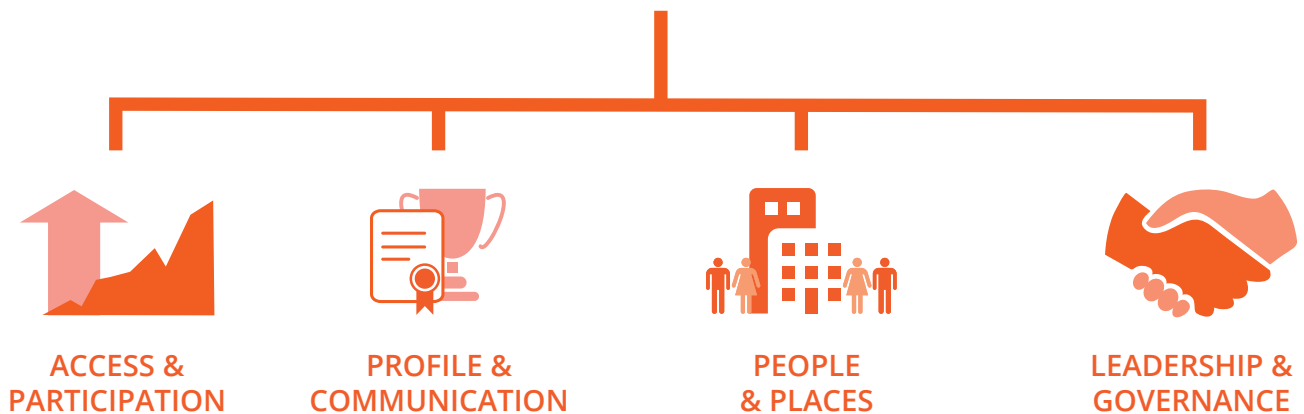 ACCESS &
PARTICIPATION
PROFILE &
COMMUNICATION
PEOPLE
& PLACES
LEADERSHIP &
GOVERNANCE